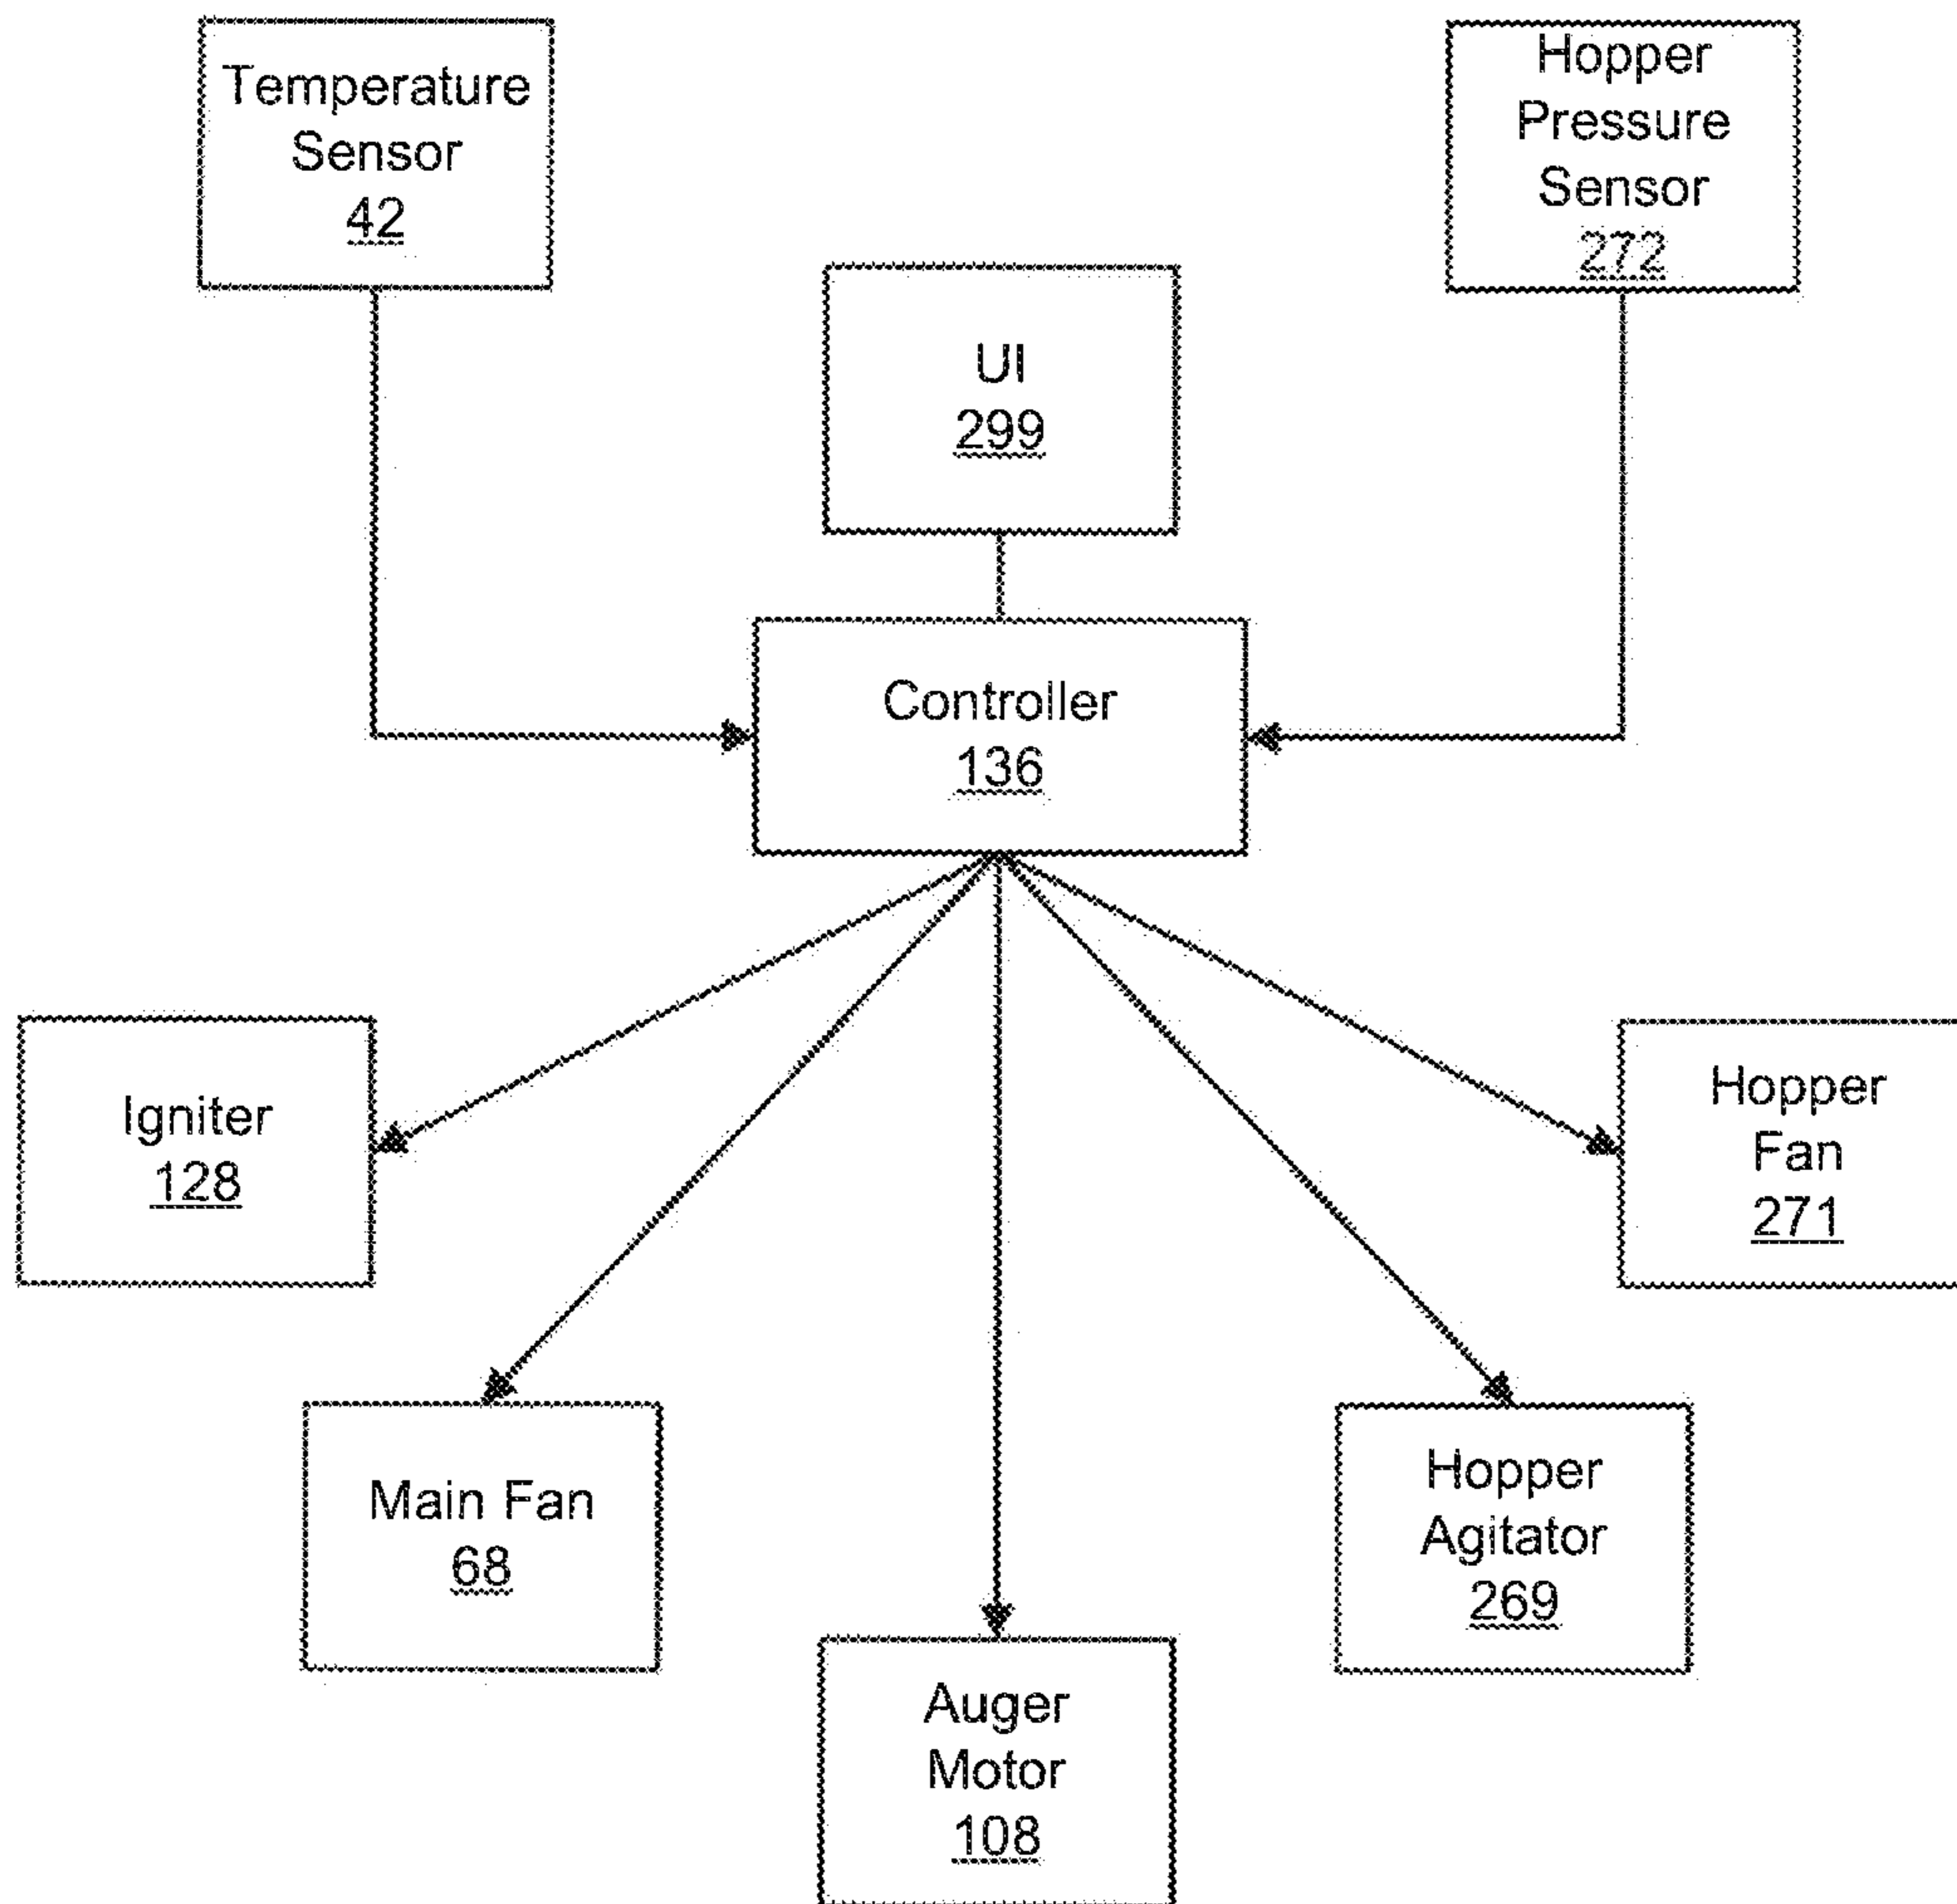 Temperature
Sensor
42
Hopper
Pressure
Sensor
272
UI
299
Controller
136
Igniter
128
Hopper
Fan
271
Main Fan
68
Hopper
Agitator
269
Auger
Motor
108